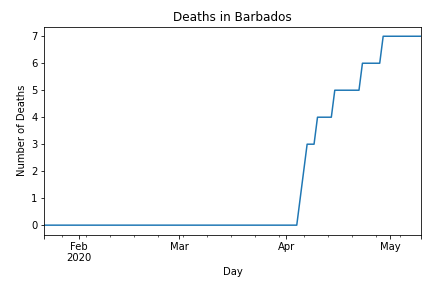 Deaths in Barbados
Number of Deaths
7
6
5
4
3
2
1
0
Feb
2020
Mar
Apr
May
Day